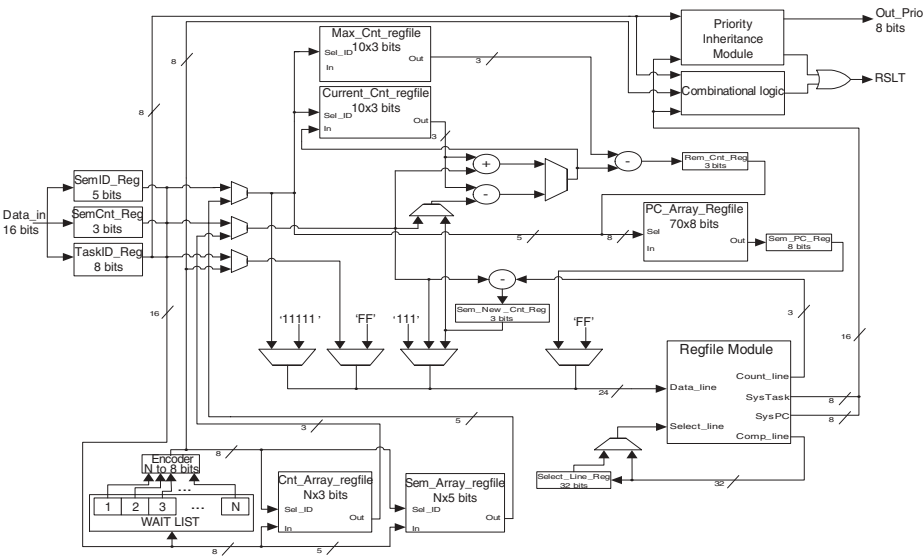 Max_Cnt_regfile
10x3 bits
Sel_ID
Out
In
3
Priority
Inheritance
Module
Out_Prio
8 bits
8
8
Current_Cnt_regfile
10x3 bits
Sel_ID
Out
In
3
Combinational logic
RSLT
8
+
-
-
Rem_Cnt_Reg
3 bits
Data_in
16 bits
SemID_Reg
5 bits
SemCnt_Reg
3 bits
TaskID_Reg
8 bits
5
8
PC_Array_Regfile
70x8 bits
Sel
In
Out
Sem_PC_Reg
8 bits
-
Sem_New_Cnt_Reg
3 bits
16
'11111'
'FF'
'111'
'FF'
3
16
24
Regfile Module
Count_line
Data_line
SysTask
8
SysPC
8
Select_line
Comp_line
3
5
Encoder
N to 8 bits
8
1
2
3
...
...
N
WAIT LIST
Cnt_Array_regfile
Nx3 bits
Sel_ID
Out
In
Sem_Array_regfile
Nx5 bits
Sel_ID
Out
In
Select_Line_Reg
32 bits
32
8
5